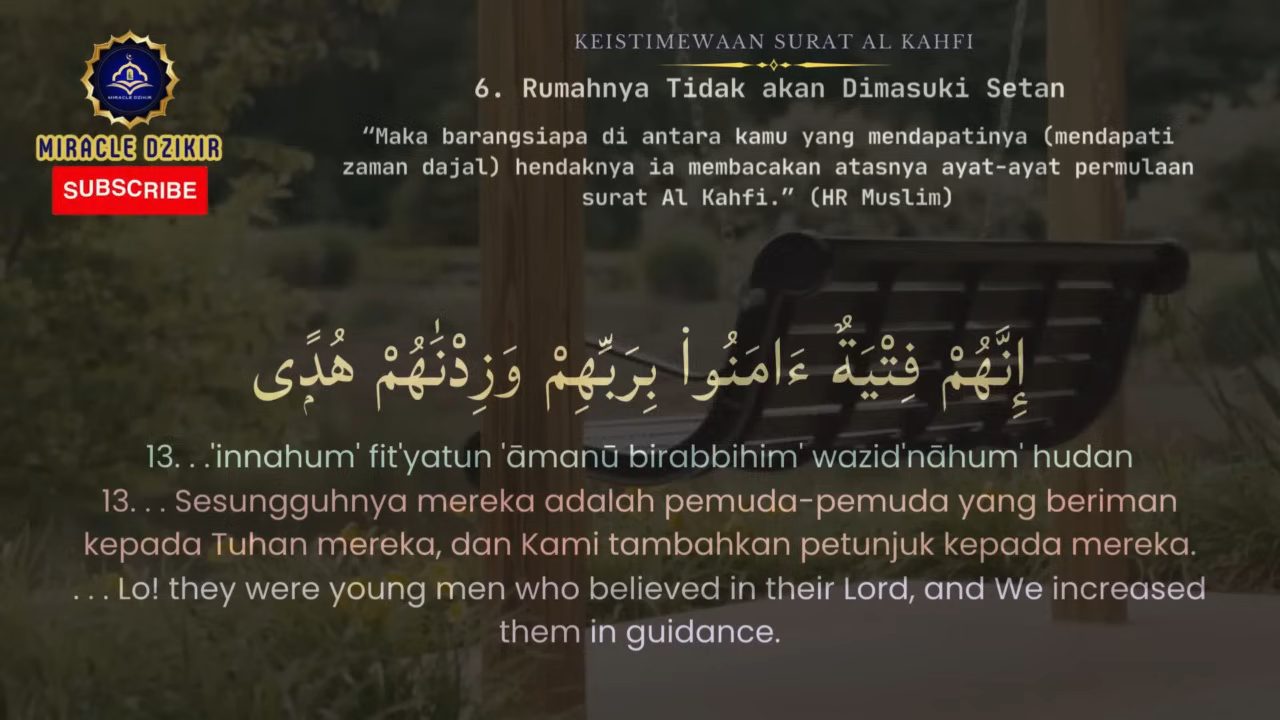 KEISTIMEWAAN SURAT AL KAHFI
6. Rumahnya Tidak akan Dimasuki Setan
“Maka barangsiapa di antara kamu yang mendapatinya (mendapati
zaman dajal) hendaknya ia membacakan atasnya ayat-ayat permulaan
surat Al Kahfi.” (HR Muslim)
MIRACLE DZIKIR
MIRACLE DZIKIR
SUBSCRIBE
إِنَّهُمْ فِتْيَةٌ ءَامَنُوا۟ بِرَبِّهِمْ وَزِدْنَٰهُمْ هُدًۭى
13. . .'innahum' fit'yatun 'āmanū birabbihim' wazid'nāhum' hudan
13. . . Sesungguhnya mereka adalah pemuda-pemuda yang beriman
kepada Tuhan mereka, dan Kami tambahkan petunjuk kepada mereka.
. . . Lo! they were young men who believed in their Lord, and We increased
them in guidance.